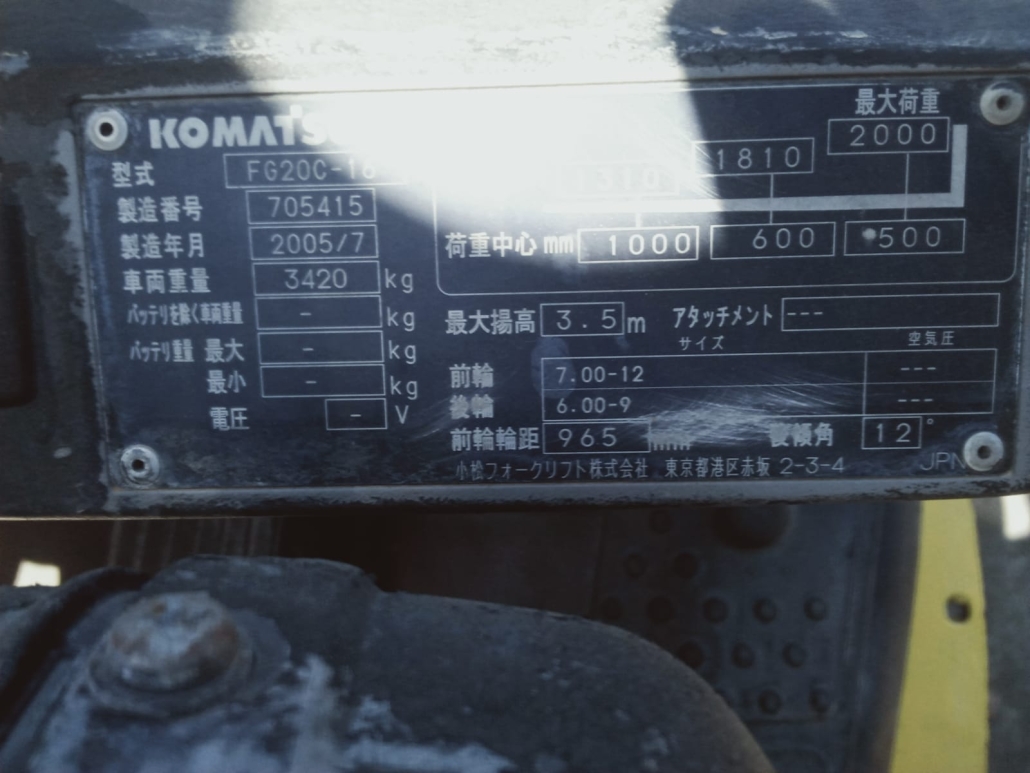 KOMATS
最大荷重
2000
1810
型式 FG20C-16
製造番号 705415
製造年月 2005/7
車両重量 3420 kg
バッテリを除く車両重量 - kg
バッテリ重量 最大 - kg
最小 - kg
電圧 - V
荷重中心 mm 1000 600 500
最大揚高 3.5 m アタッチメント ---
サイズ 空気圧
前輪 7.00-12 ---
後輪 6.00-9 ---
前輪輪距 965 mm 後傾角 12°
小松フォークリフト株式会社 東京都港区赤坂 2-3-4 JPN